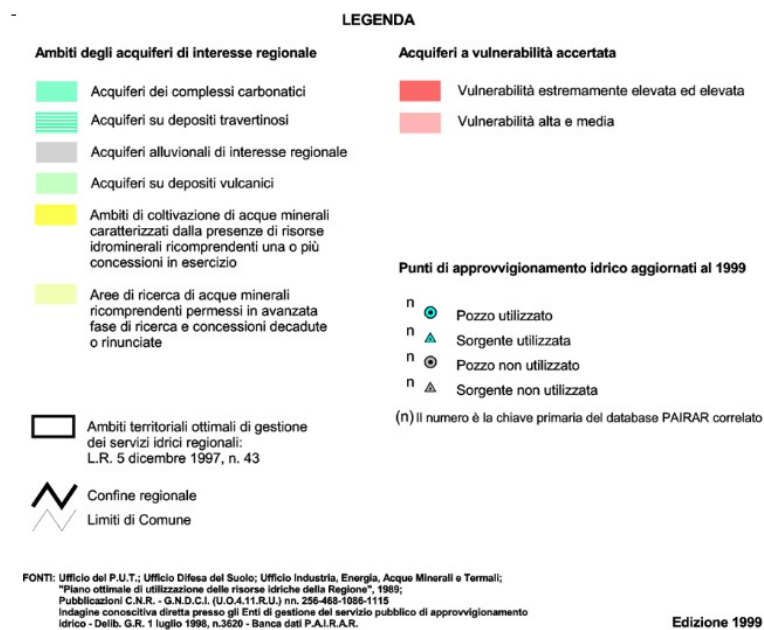 LEGENDA
Ambiti degli acquiferi di interesse regionale
Acquiferi dei complessi carbonatici
Acquiferi su depositi travertinosi
Acquiferi alluvionali di interesse regionale
Acquiferi su depositi vulcanici
Ambiti di coltivazione di acque minerali
caratterizzati dalla presenze di risorse
idrominerali ricomprendenti una o più
concessioni in esercizio
Aree di ricerca di acque minerali
ricomprendenti permessi in avanzata
fase di ricerca e concessioni decadute
o rinunciate
Ambiti territoriali ottimali di gestione
dei servizi idrici regionali:
L.R. 5 dicembre 1997, n. 43
Confine regionale
Limiti di Comune
Acquiferi a vulnerabilità accertata
Vulnerabilità estremamente elevata ed elevata
Vulnerabilità alta e media
Punti di approvvigionamento idrico aggiornati al 1999
n Pozzo utilizzato
n Sorgente utilizzata
n Pozzo non utilizzato
n Sorgente non utilizzata
(n) Il numero è la chiave primaria del database PAIRAR correlato
FONTI: Ufficio del P.U.T.; Ufficio Difesa del Suolo; Ufficio Industria, Energia, Acque Minerali e Termali;
"Piano ottimale di utilizzazione delle risorse idriche della Regione", 1989;
Pubblicazioni C.N.R. - G.N.D.C.I. (U.O.4.11.R.U.) nn. 256-468-1086-1115
Indagine conoscitiva diretta presso gli Enti di gestione del servizio pubblico di approvvigionamento
idrico - Delib. G.R. 1 luglio 1998, n.3620 - Banca dati P.A.I.R.A.R.
Edizione 1999